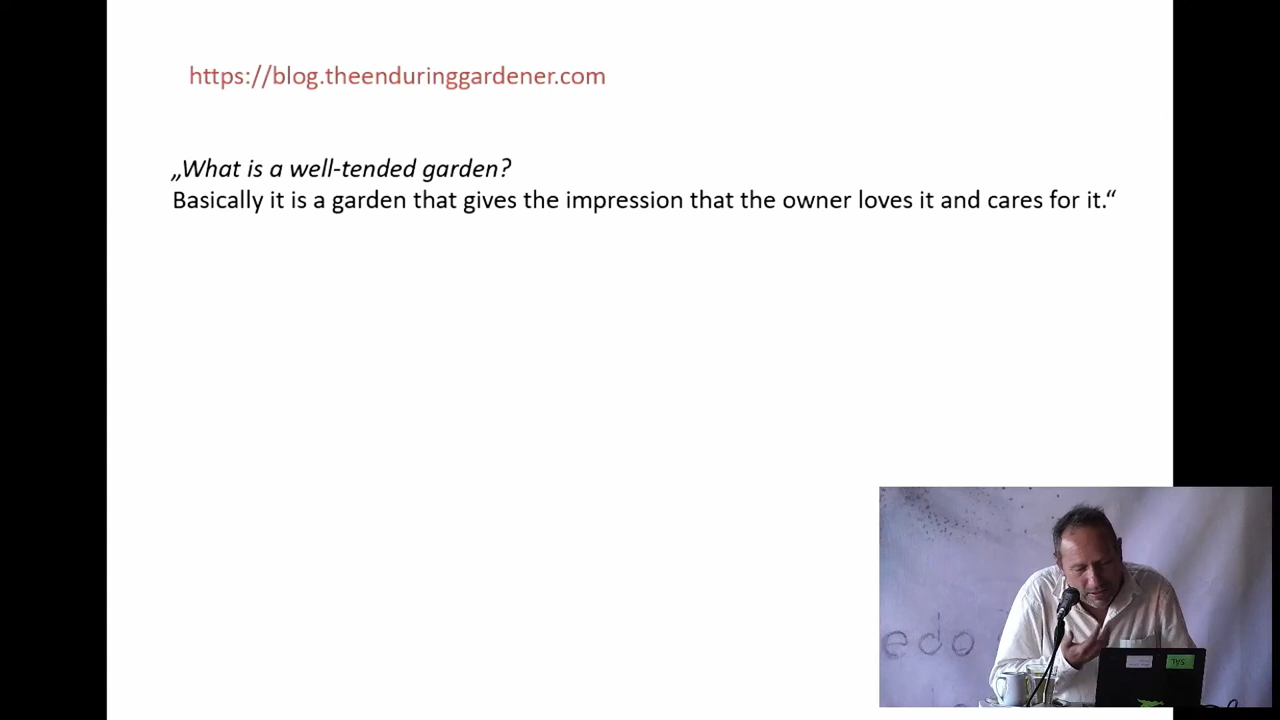 https://blog.theenduringgardener.com
„What is a well-tended garden?
Basically it is a garden that gives the impression that the owner loves it and cares for it.“
edo